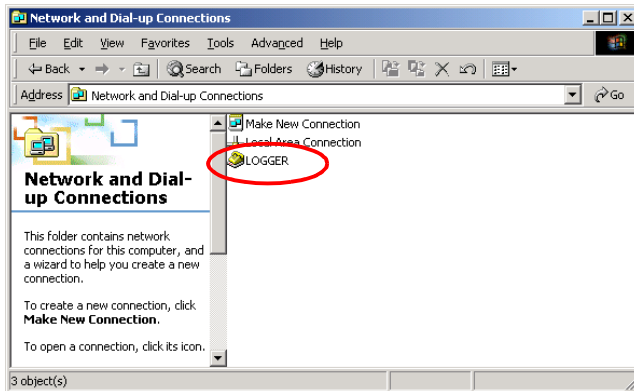 Network and Dial-up Connections
File Edit View Favorites Tools Advanced Help
Back Search Folders History
Address Network and Dial-up Connections Go
Make New Connection
Local Area Connection
LOGGER
Network and Dial-
up Connections
This folder contains network
connections for this computer, and
a wizard to help you create a new
connection.
To create a new connection, click
Make New Connection.
To open a connection, click its icon.
3 object(s)